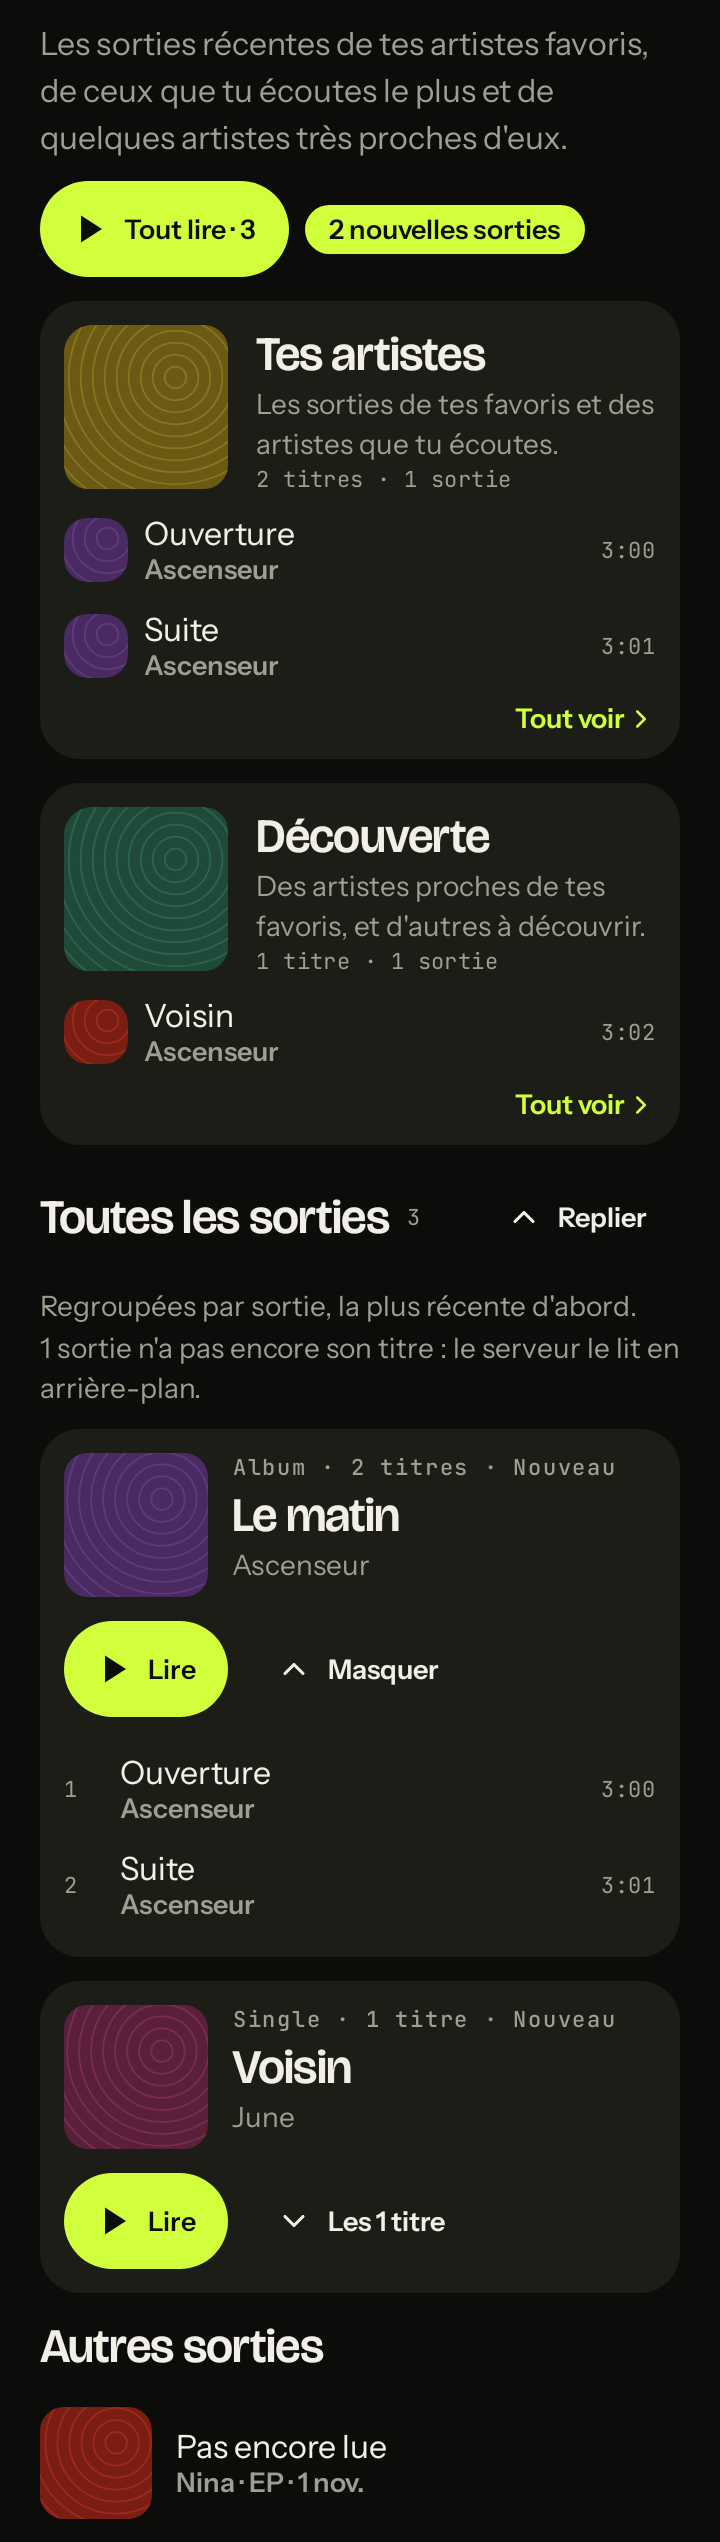 Les sorties récentes de tes artistes favoris,
de ceux que tu écoutes le plus et de
quelques artistes très proches d'eux.
Tout lire · 3
2 nouvelles sorties
Tes artistes
Les sorties de tes favoris et des
artistes que tu écoutes.
2 titres · 1 sortie
Ouverture
Ascenseur
3:00
Suite
Ascenseur
3:01
Tout voir
Découverte
Des artistes proches de tes
favoris, et d'autres à découvrir.
1 titre · 1 sortie
Voisin
Ascenseur
3:02
Tout voir
Toutes les sorties 3
Replier
Regroupées par sortie, la plus récente d'abord.
1 sortie n'a pas encore son titre : le serveur le lit en
arrière-plan.
Album · 2 titres · Nouveau
Le matin
Ascenseur
Lire
Masquer
1
Ouverture
Ascenseur
3:00
2
Suite
Ascenseur
3:01
Single · 1 titre · Nouveau
Voisin
June
Lire
Les 1 titre
Autres sorties
Pas encore lue
Nina · EP · 1 nov.